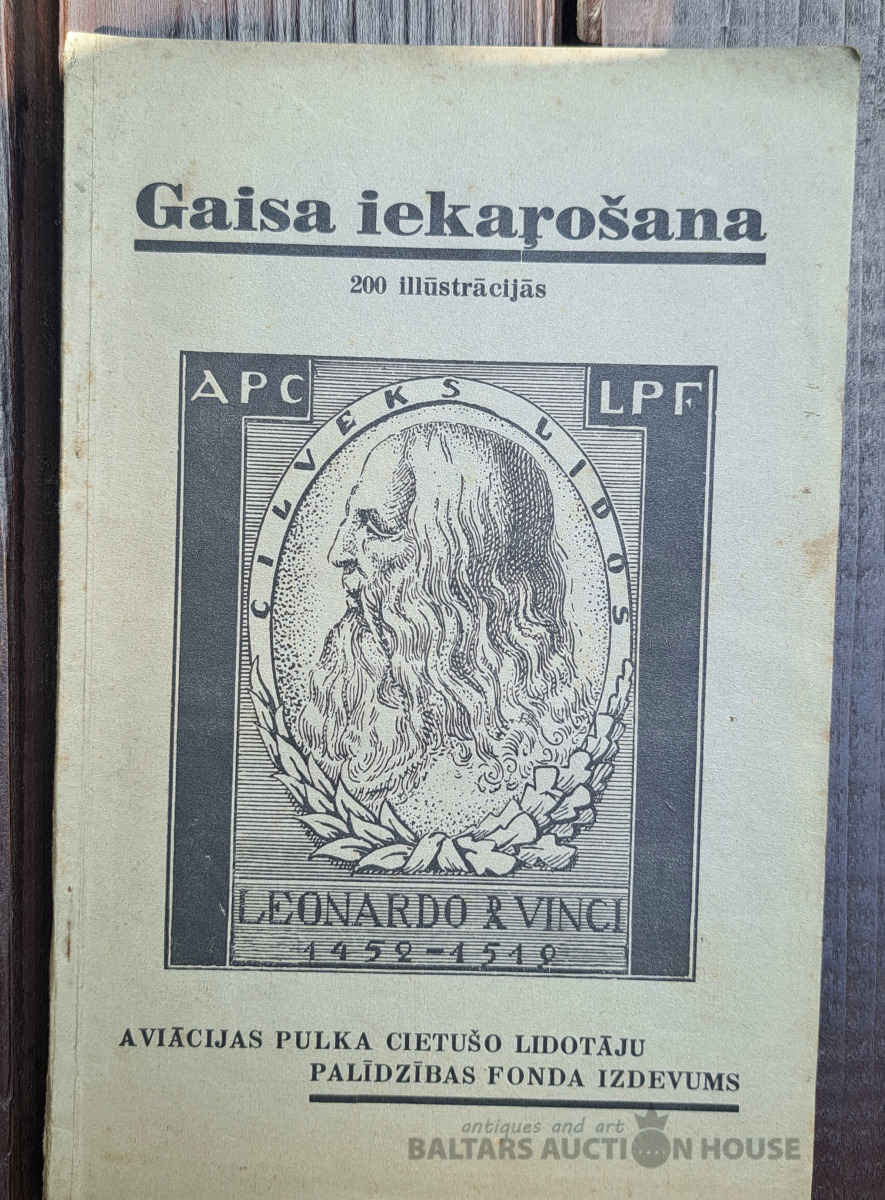 Gaisa iekaŗošana
200 illūstrācijās
APC LPF
CILVEKS LIDOS
LEONARDO & VINCI
1452-1519
AVIĀCIJAS PULKA CIETUŠO LIDOTĀJU
PALĪDZĪBAS FONDA IZDEVUMS
antiques and art
BALTARS AUCTION HOUSE